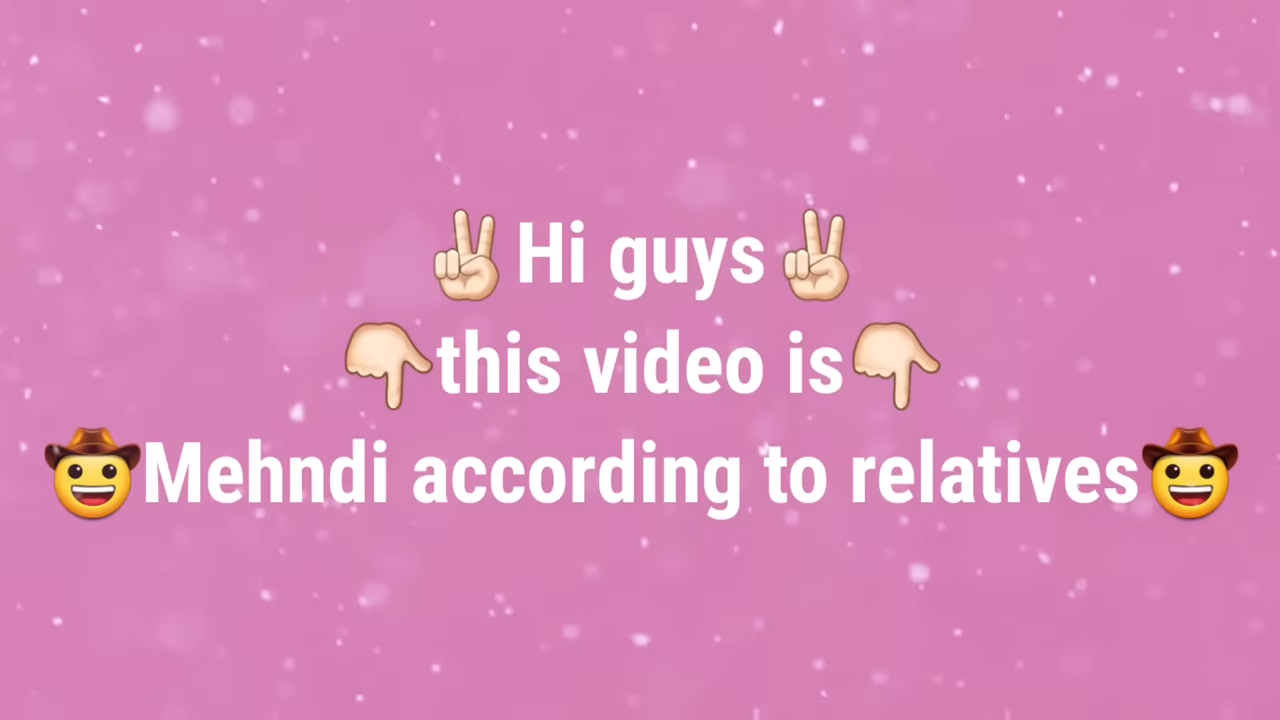 ✌🏻Hi guys✌🏻
👇🏻this video is👇🏻
🤠Mehndi according to relatives🤠